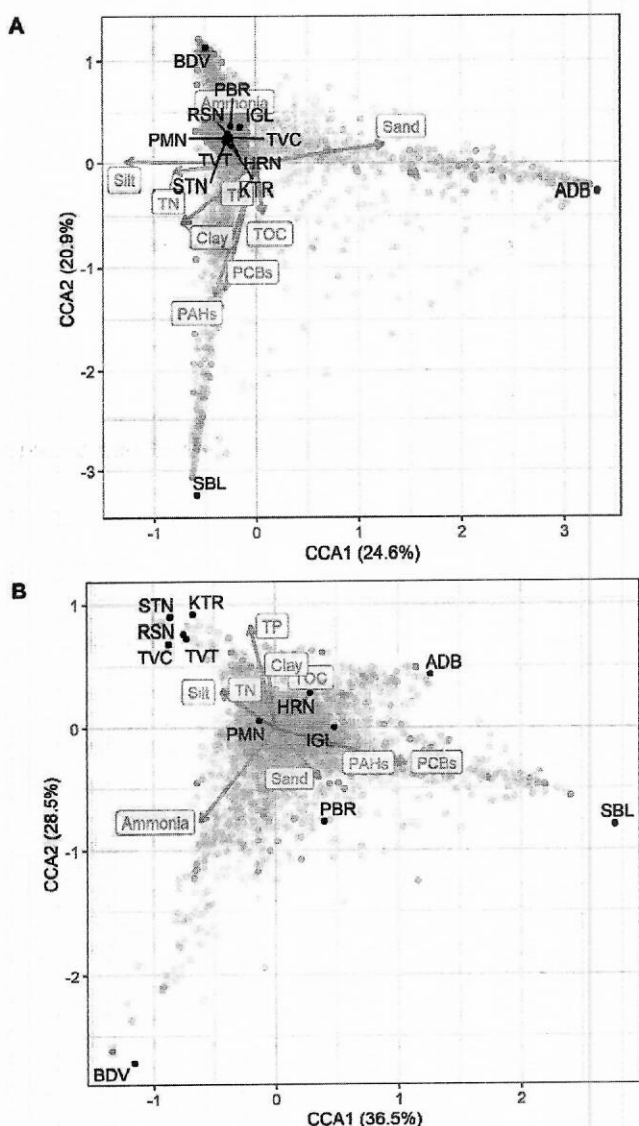 A
1
0
-1
-2
-3
CCA2 (20.9%)
BDV
PBR
Ammonia
RSN
IGL
PMN
TVC
Sand
TVT
HRN
Silt
STN
KTR
TN
ADB
Clay
TOC
PCBs
PAHs
SBL
-1
0
1
2
3
CCA1 (24.6%)
B
1
0
-1
-2
CCA2 (28.5%)
STN
KTR
RSN
TVC
TVT
TP
Clay
TOC
TN
Silt
HRN
ADB
PMN
IGL
PAHs
PCBs
Sand
Ammonia
PBR
SBL
BDV
-1
0
1
2
CCA1 (36.5%)